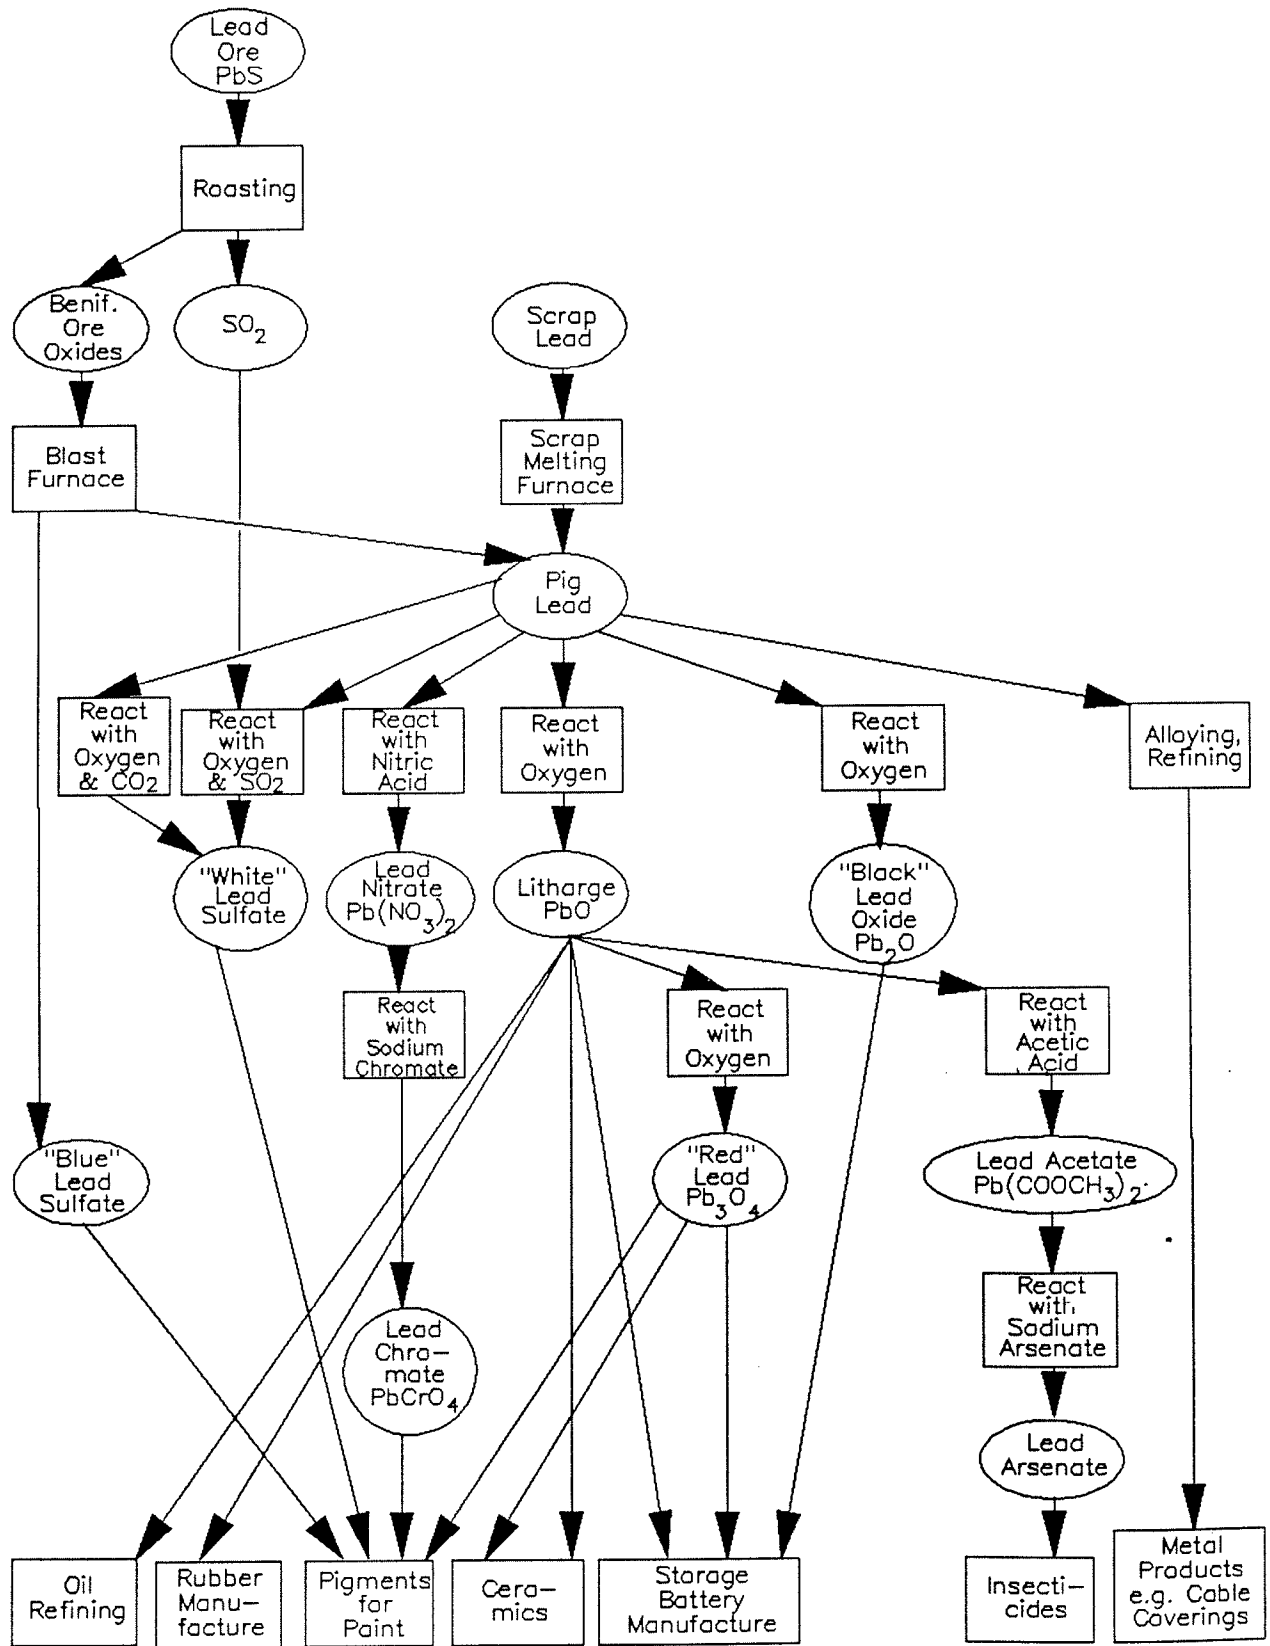 Lead
Ore
PbS
Roasting
Benif.
Ore
Oxides
SO2
Scrap
Lead
Blast
Furnace
Scrap
Melting
Furnace
Pig
Lead
React
with
Oxygen
& CO2
React
with
Oxygen
& SO2
React
with
Nitric
Acid
React
with
Oxygen
React
with
Oxygen
Alloying,
Refining
"White"
Lead
Sulfate
Lead
Nitrate
Pb(NO3)2
Litharge
PbO
"Black"
Lead
Oxide
Pb2O
React
with
Sodium
Chromate
React
with
Oxygen
React
with
Acetic
Acid
"Blue"
Lead
Sulfate
"Red"
Lead
Pb3O4
Lead Acetate
Pb(COOCH3)2
React
with
Sodium
Arsenate
Lead
Chro-
mate
PbCrO4
Lead
Arsenate
Oil
Refining
Rubber
Manu-
facture
Pigments
for
Paint
Cera-
mics
Storage
Battery
Manufacture
Insecti-
cides
Metal
Products
e.g. Cable
Coverings